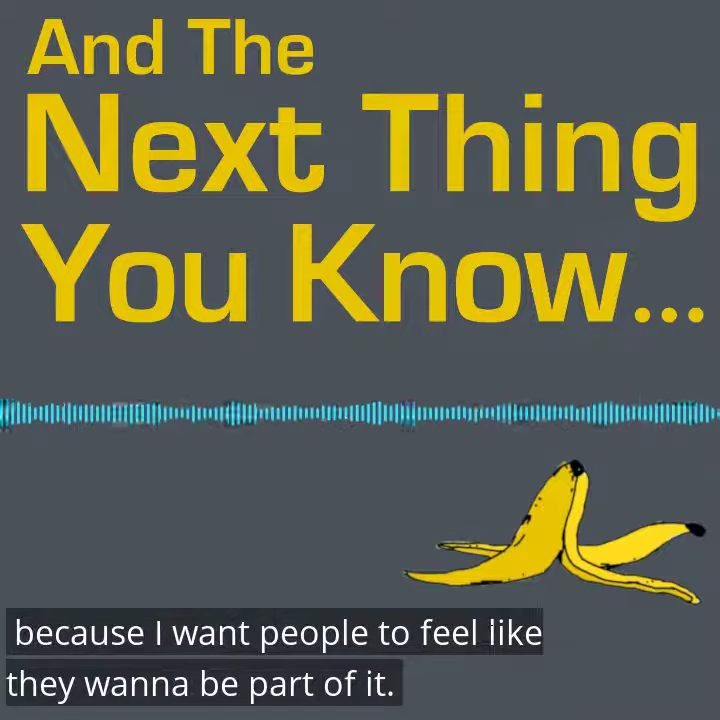 And The
Next Thing
You Know...
because I want people to feel like
they wanna be part of it.